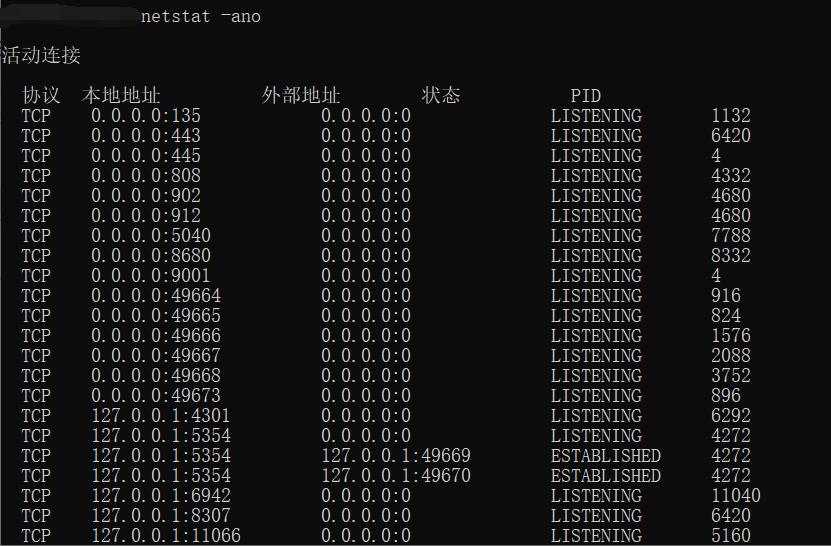 netstat -ano
活动连接
协议 本地地址 外部地址 状态 PID
TCP 0.0.0.0:135 0.0.0.0:0 LISTENING 1132
TCP 0.0.0.0:443 0.0.0.0:0 LISTENING 6420
TCP 0.0.0.0:445 0.0.0.0:0 LISTENING 4
TCP 0.0.0.0:808 0.0.0.0:0 LISTENING 4332
TCP 0.0.0.0:902 0.0.0.0:0 LISTENING 4680
TCP 0.0.0.0:912 0.0.0.0:0 LISTENING 4680
TCP 0.0.0.0:5040 0.0.0.0:0 LISTENING 7788
TCP 0.0.0.0:8680 0.0.0.0:0 LISTENING 8332
TCP 0.0.0.0:9001 0.0.0.0:0 LISTENING 4
TCP 0.0.0.0:49664 0.0.0.0:0 LISTENING 916
TCP 0.0.0.0:49665 0.0.0.0:0 LISTENING 824
TCP 0.0.0.0:49666 0.0.0.0:0 LISTENING 1576
TCP 0.0.0.0:49667 0.0.0.0:0 LISTENING 2088
TCP 0.0.0.0:49668 0.0.0.0:0 LISTENING 3752
TCP 0.0.0.0:49673 0.0.0.0:0 LISTENING 896
TCP 127.0.0.1:4301 0.0.0.0:0 LISTENING 6292
TCP 127.0.0.1:5354 0.0.0.0:0 LISTENING 4272
TCP 127.0.0.1:5354 127.0.0.1:49669 ESTABLISHED 4272
TCP 127.0.0.1:5354 127.0.0.1:49670 ESTABLISHED 4272
TCP 127.0.0.1:6942 0.0.0.0:0 LISTENING 11040
TCP 127.0.0.1:8307 0.0.0.0:0 LISTENING 6420
TCP 127.0.0.1:11066 0.0.0.0:0 LISTENING 5160